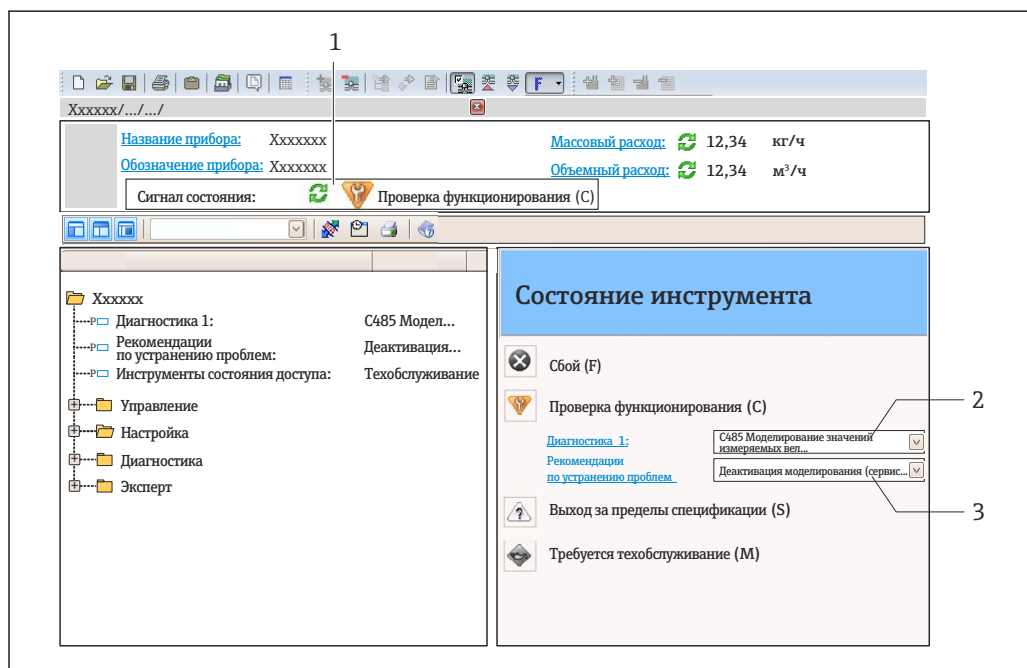 1
F
Xxxxxx/.../.../
Название прибора: Xxxxxxx
Массовый расход: 12,34 кг/ч
Обозначение прибора: Xxxxxxx
Объемный расход: 12,34 м³/ч
Сигнал состояния: Проверка функционирования (C)
Xxxxxx
Диагностика 1: C485 Модел...
Рекомендации
по устранению проблем: Деактивация...
Инструменты состояния доступа: Техобслуживание
Управление
Настройка
Диагностика
Эксперт
Состояние инструмента
Сбой (F)
Проверка функционирования (C)
2
Диагностика 1: C485 Моделирование значений
измеряемых вел...
Рекомендации
по устранению проблем Деактивация моделирования (сервис...
3
Выход за пределы спецификации (S)
Требуется техобслуживание (M)